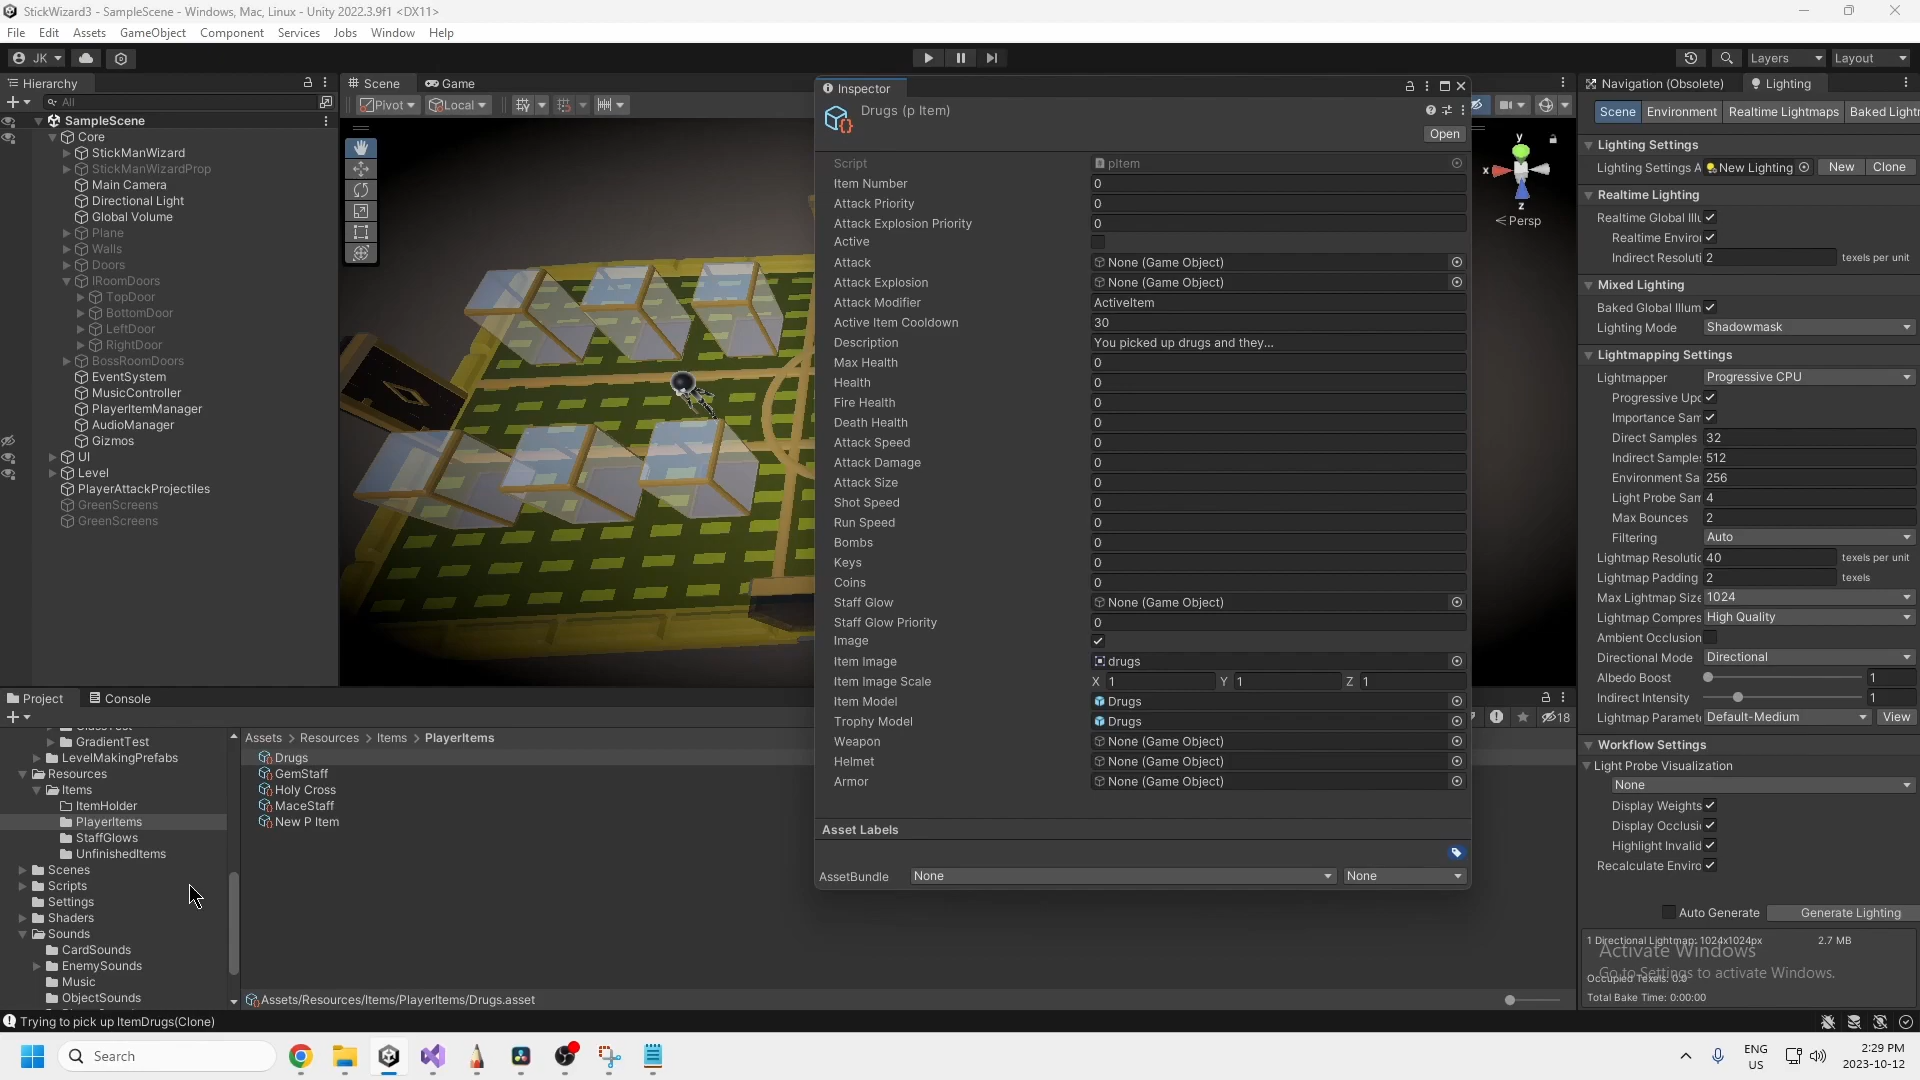 StickWizard3 - SampleScene - Windows, Mac, Linux - Unity 2022.3.9f1 <DX11>
File Edit Assets GameObject Component Services Jobs Window Help
JK Layers Layout
Hierarchy
All
SampleScene
Core
StickManWizard
StickManWizardProp
Main Camera
Directional Light
Global Volume
Plane
Walls
Doors
IRoomDoors
TopDoor
BottomDoor
LeftDoor
RightDoor
BossRoomDoors
EventSystem
MusicController
PlayerItemManager
AudioManager
Gizmos
UI
Level
PlayerAttackProjectiles
GreenScreens
GreenScreens
Scene Game
Pivot Local
Inspector
Drugs (p Item)
Open
Script pItem
Item Number 0
Attack Priority 0
Attack Explosion Priority 0
Active
Attack None (Game Object)
Attack Explosion None (Game Object)
Attack Modifier ActiveItem
Active Item Cooldown 30
Description You picked up drugs and they...
Max Health 0
Health 0
Fire Health 0
Death Health 0
Attack Speed 0
Attack Damage 0
Attack Size 0
Shot Speed 0
Run Speed 0
Bombs 0
Keys 0
Coins 0
Staff Glow None (Game Object)
Staff Glow Priority 0
Image
Item Image drugs
Item Image Scale X 1 Y 1 Z 1
Item Model Drugs
Trophy Model Drugs
Weapon None (Game Object)
Helmet None (Game Object)
Armor None (Game Object)
Asset Labels
AssetBundle None None
y
x
z
< Persp
Navigation (Obsolete) Lighting
Scene Environment Realtime Lightmaps Baked Lightr
Lighting Settings
Lighting Settings A New Lighting New Clone
Realtime Lighting
Realtime Global Illu
Realtime Enviror
Indirect Resoluti 2 texels per unit
Mixed Lighting
Baked Global Illum
Lighting Mode Shadowmask
Lightmapping Settings
Lightmapper Progressive CPU
Progressive Upc
Importance Sam
Direct Samples 32
Indirect Sample: 512
Environment Sa 256
Light Probe San 4
Max Bounces 2
Filtering Auto
Lightmap Resolutic 40 texels per unit
Lightmap Padding 2 texels
Max Lightmap Size 1024
Lightmap Compres High Quality
Ambient Occlusion
Directional Mode Directional
Albedo Boost 1
Indirect Intensity 1
Lightmap Paramete Default-Medium View
Workflow Settings
Light Probe Visualization
None
Display Weights
Display Occlusi
Highlight Invalid
Recalculate Enviro
Auto Generate Generate Lighting
1 Directional Lightmap: 1024x1024px 2.7 MB
Activate Windows
Go to Settings to activate Windows.
Occupied Texels: 0.0
Total Bake Time: 0:00:00
Project Console
18
GradientTest
LevelMakingPrefabs
Resources
Items
ItemHolder
PlayerItems
StaffGlows
UnfinishedItems
Scenes
Scripts
Settings
Shaders
Sounds
CardSounds
EnemySounds
Music
ObjectSounds
Assets > Resources > Items > PlayerItems
Drugs
GemStaff
Holy Cross
MaceStaff
New P Item
Assets/Resources/Items/PlayerItems/Drugs.asset
Trying to pick up ItemDrugs(Clone)
Search
ENG
US
2:29 PM
2023-10-12